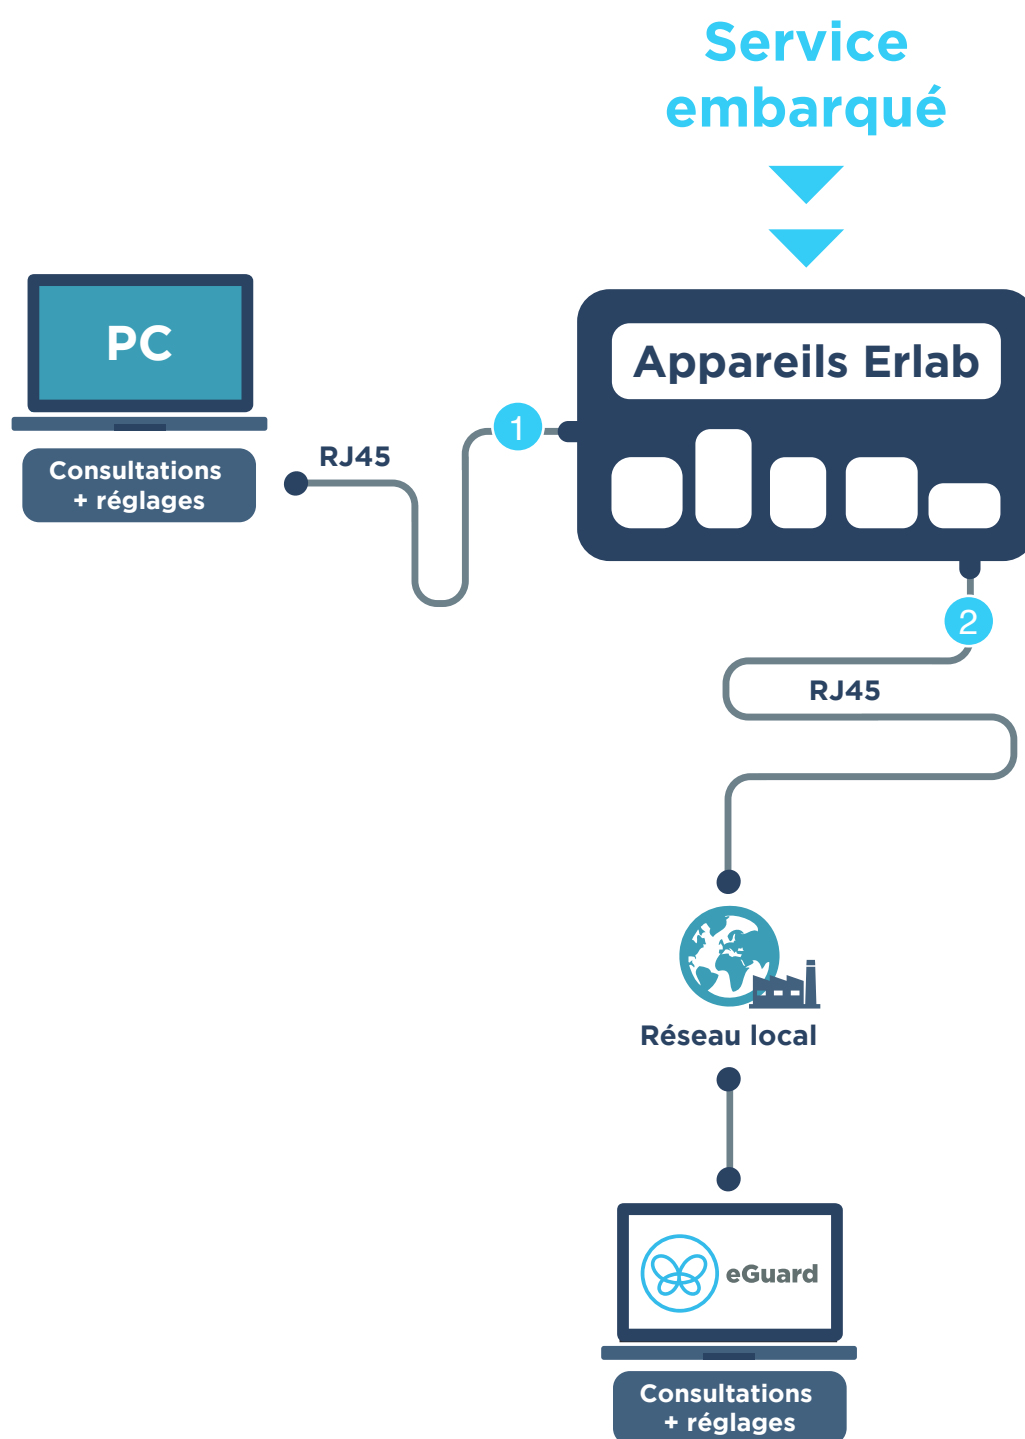 Service
embarqué
PC
Appareils Erlab
Consultations
+ réglages
RJ45
1
2
RJ45
Réseau local
eGuard
Consultations
+ réglages